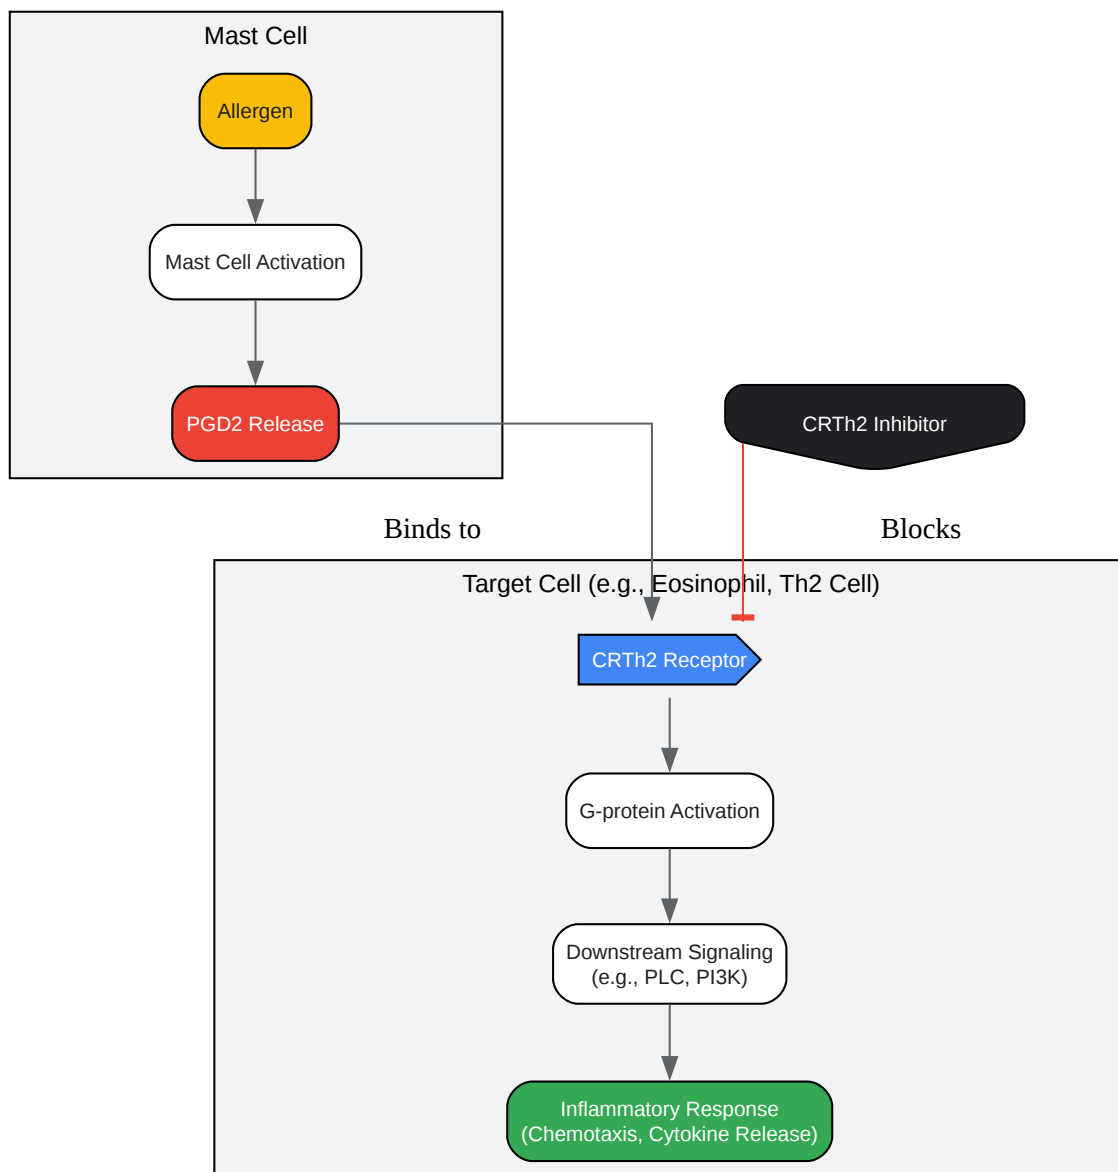 Mast Cell
Allergen
Mast Cell Activation
PGD2 Release
CRTh2 Inhibitor
Binds to
Blocks
Target Cell (e.g., Eosinophil, Th2 Cell)
CRTh2 Receptor
G-protein Activation
Downstream Signaling
(e.g., PLC, PI3K)
Inflammatory Response
(Chemotaxis, Cytokine Release)